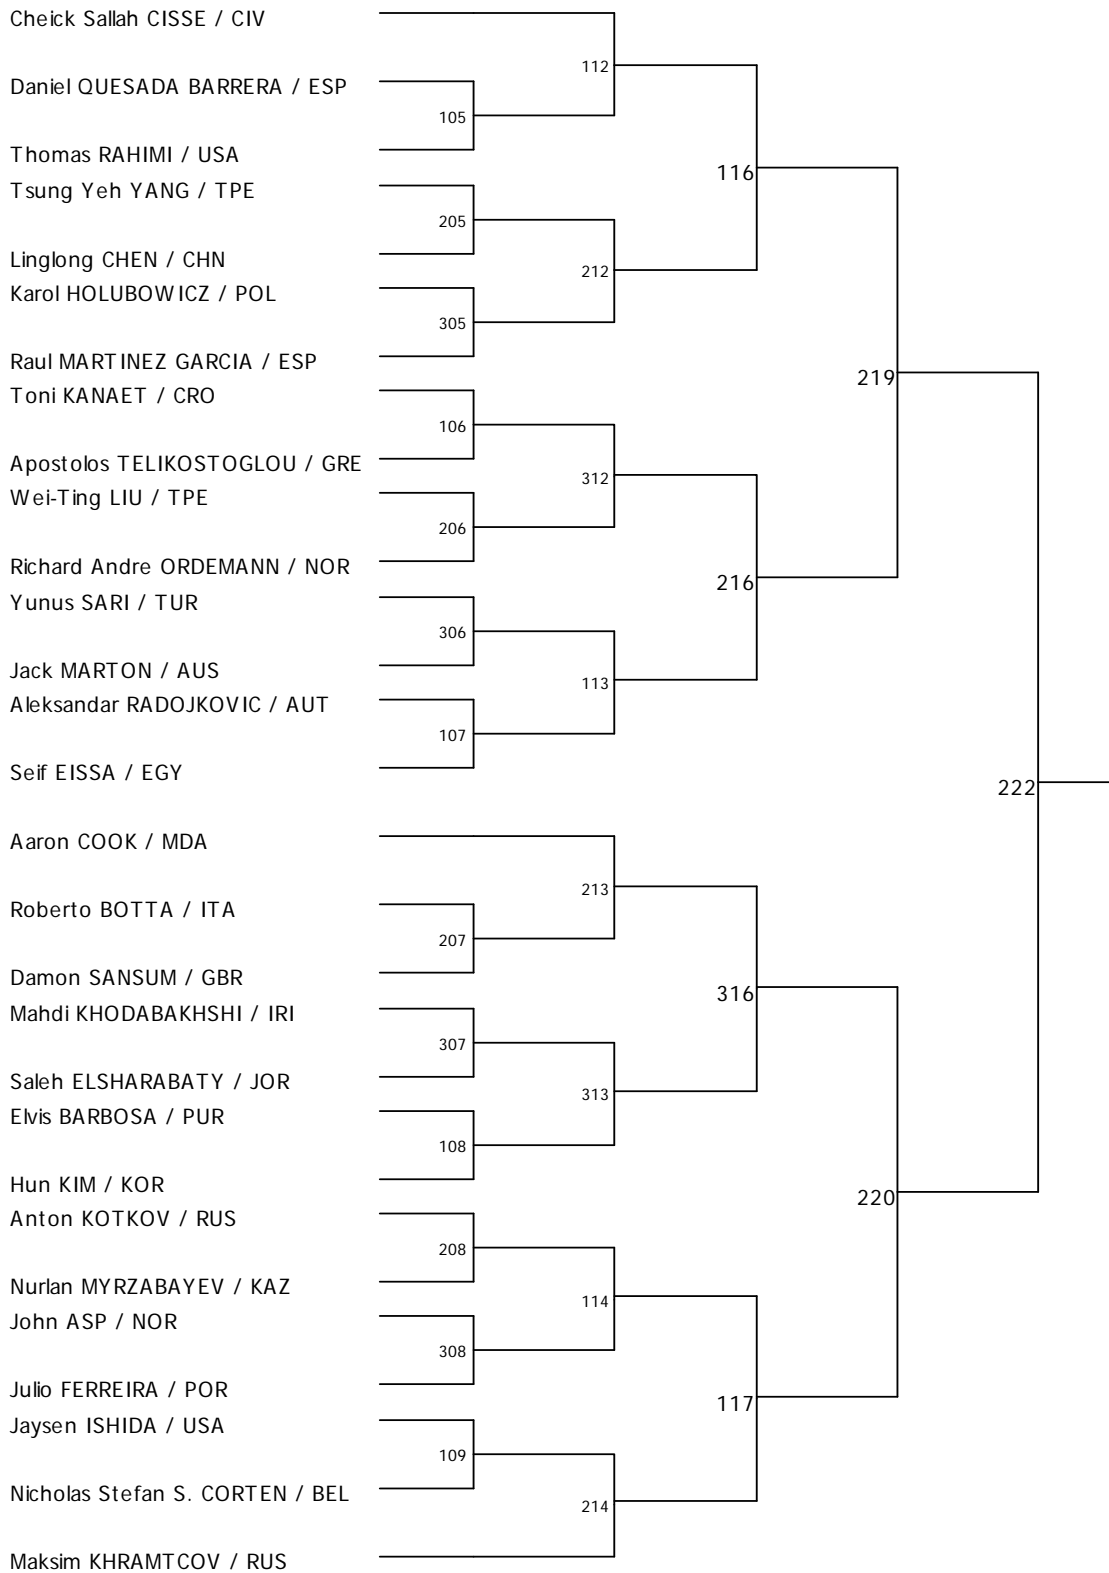 Cheick Sallah CISSE / CIV
112
Daniel QUESADA BARRERA / ESP
105
Thomas RAHIMI / USA
116
Tsung Yeh YANG / TPE
205
Linglong CHEN / CHN
212
Karol HOLUBOWICZ / POL
305
Raul MARTINEZ GARCIA / ESP
219
Toni KANAET / CRO
106
Apostolos TELIKOSTOGLOU / GRE
312
Wei-Ting LIU / TPE
206
Richard Andre ORDEMANN / NOR
216
Yunus SARI / TUR
306
Jack MARTON / AUS
113
Aleksandar RADOJKOVIC / AUT
107
Seif EISSA / EGY
222
Aaron COOK / MDA
213
Roberto BOTTA / ITA
207
Damon SANSUM / GBR
316
Mahdi KHODABAKHSHI / IRI
307
Saleh ELSHARABATY / JOR
313
Elvis BARBOSA / PUR
108
Hun KIM / KOR
220
Anton KOTKOV / RUS
208
Nurlan MYRZABAYEV / KAZ
114
John ASP / NOR
308
Julio FERREIRA / POR
117
Jaysen ISHIDA / USA
109
Nicholas Stefan S. CORTEN / BEL
214
Maksim KHRAMTCOV / RUS